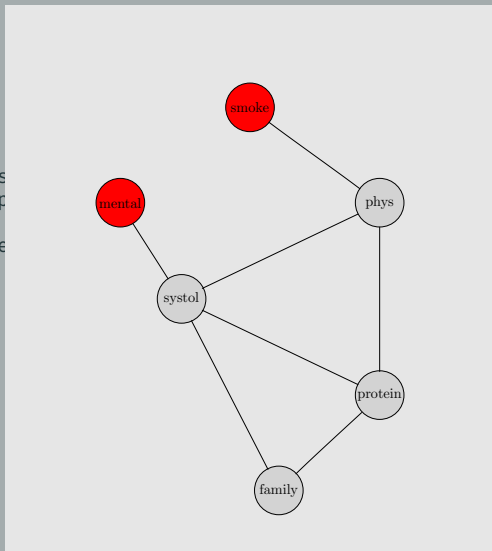 smoke
mental
phys
systol
protein
family